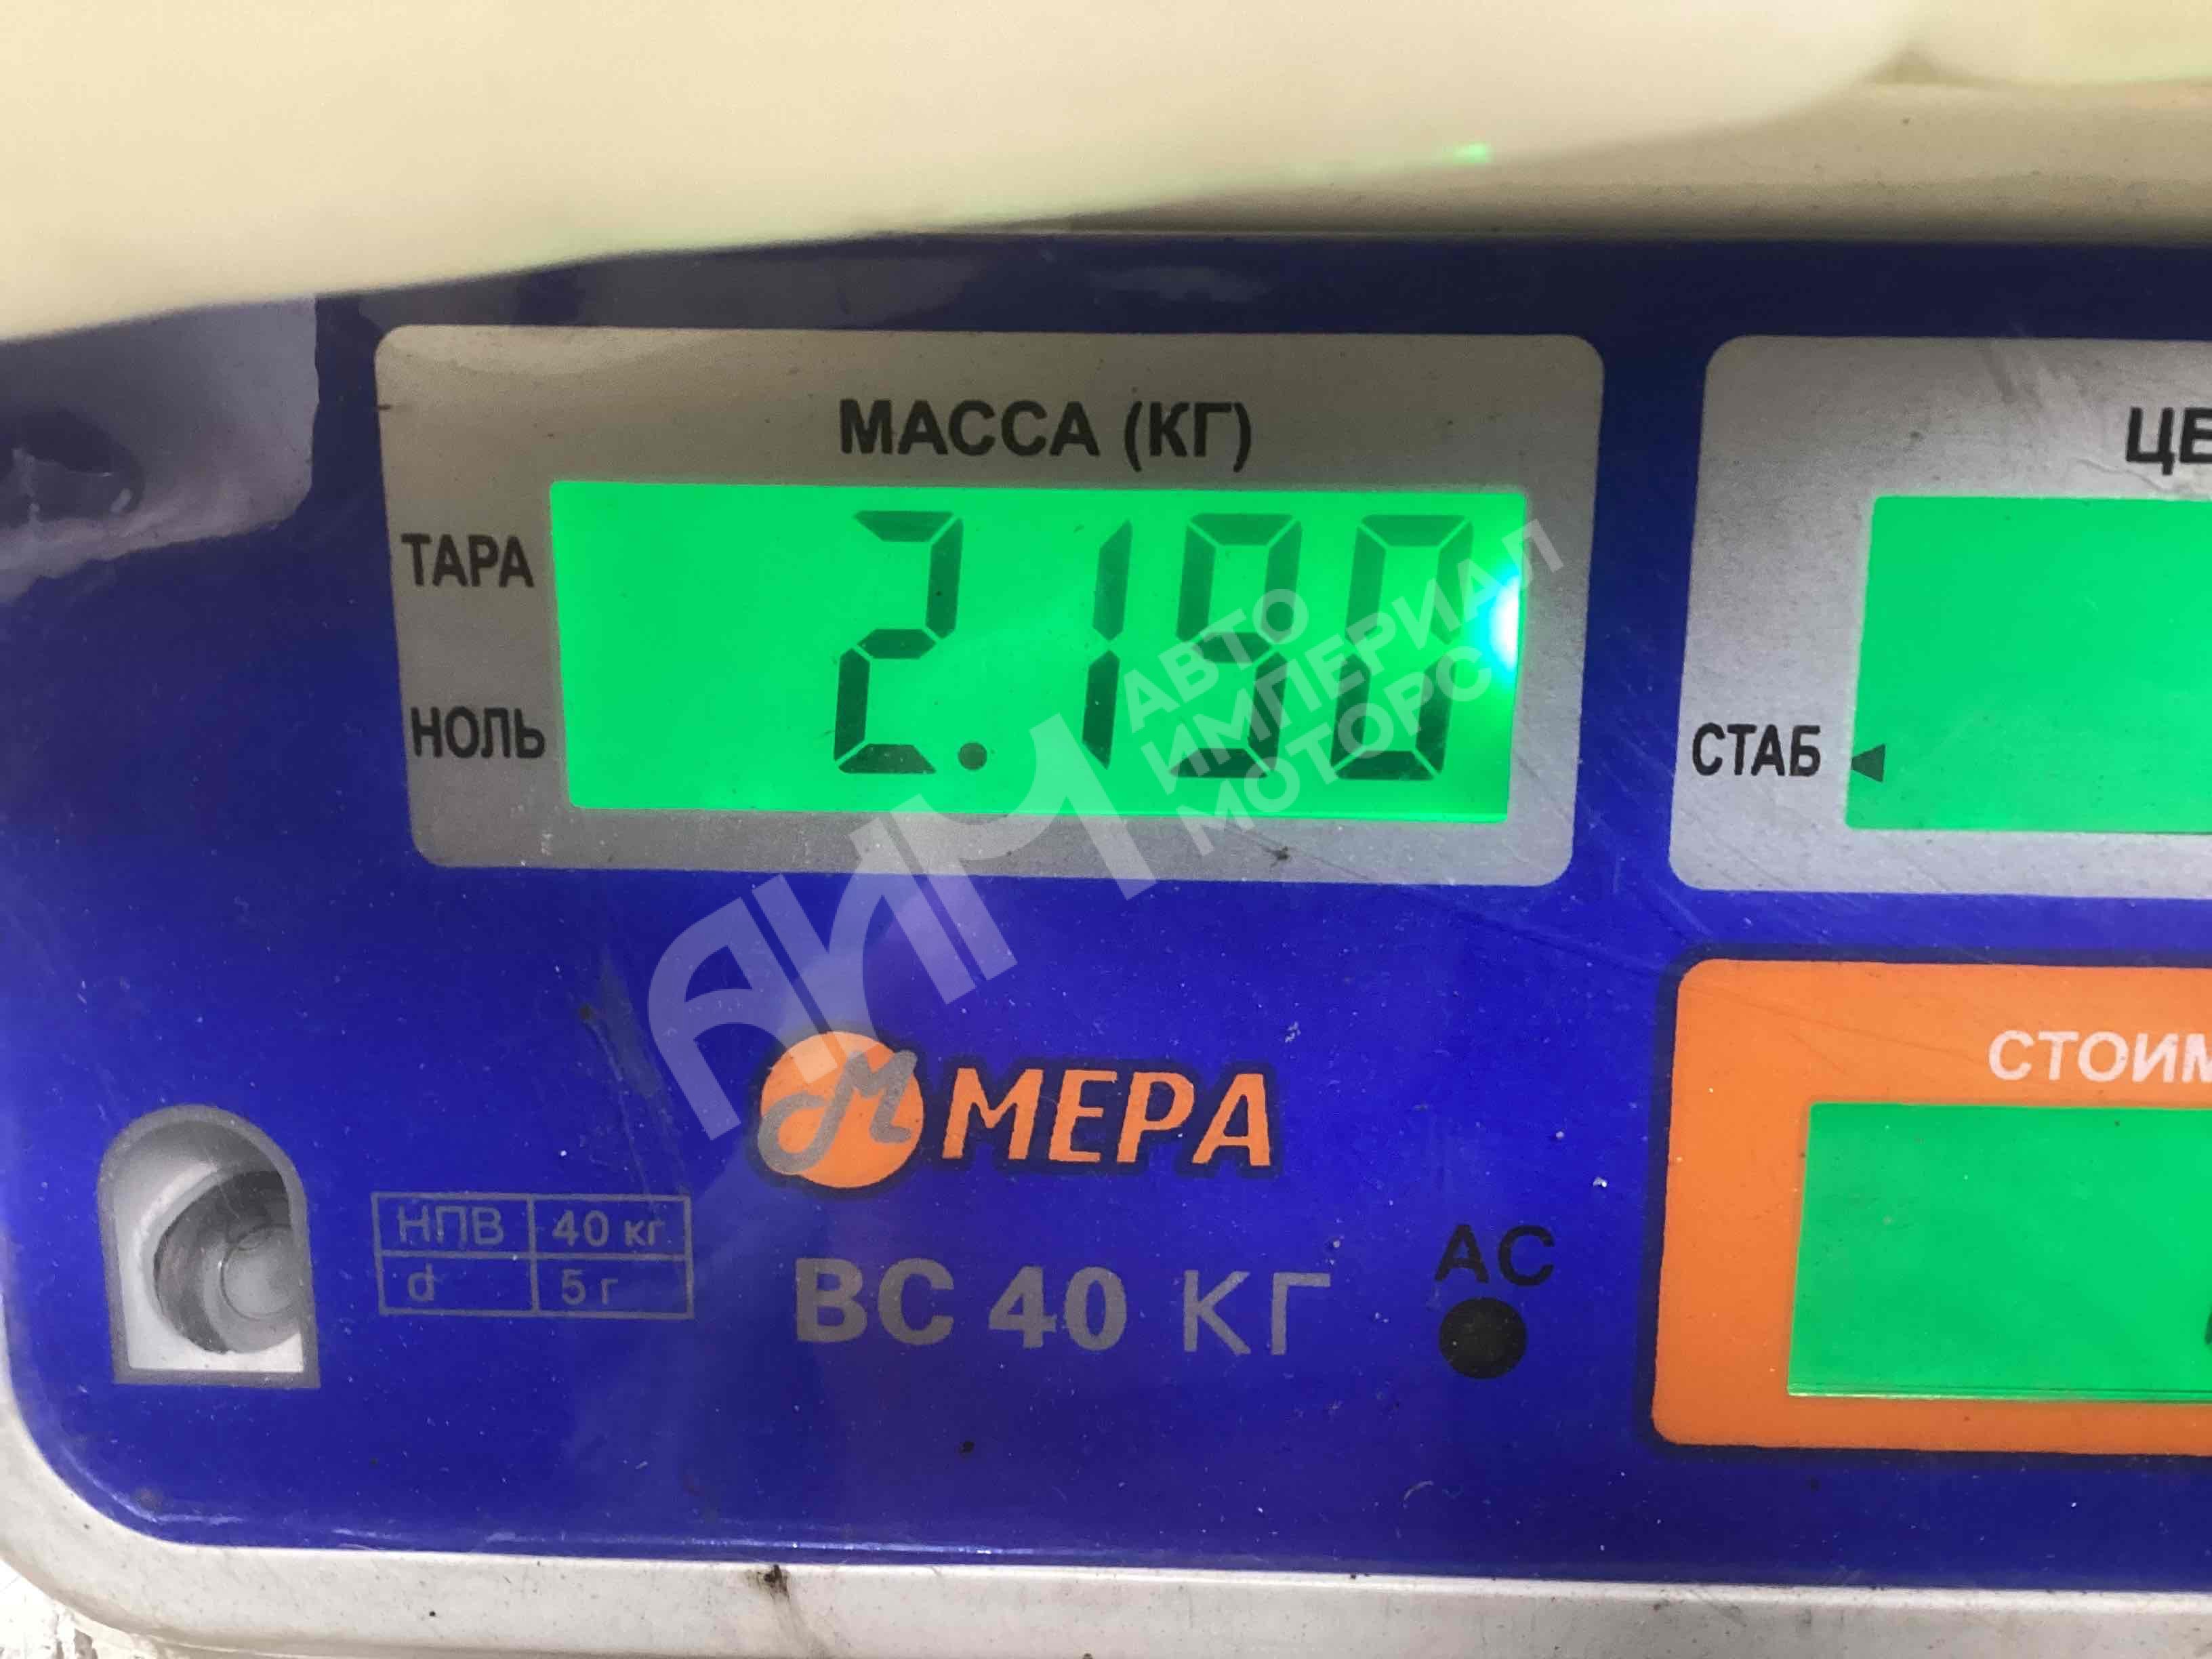 МАССА (КГ)
ЦЕ
ТАРА
2.190
НОЛЬ
СТАБ
АИМ
АВТО
ИМПЕРИАЛ
МОТОРС
СТОИМ
М МЕРА
НПВ 40 кг
d 5 г
ВС 40 КГ
АС